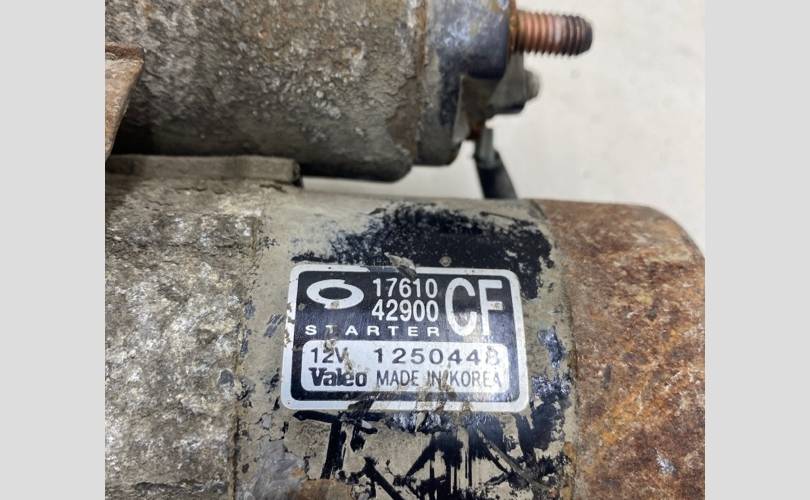 17610
42900
CF
STARTER
12V 1250448
Valeo MADE IN KOREA